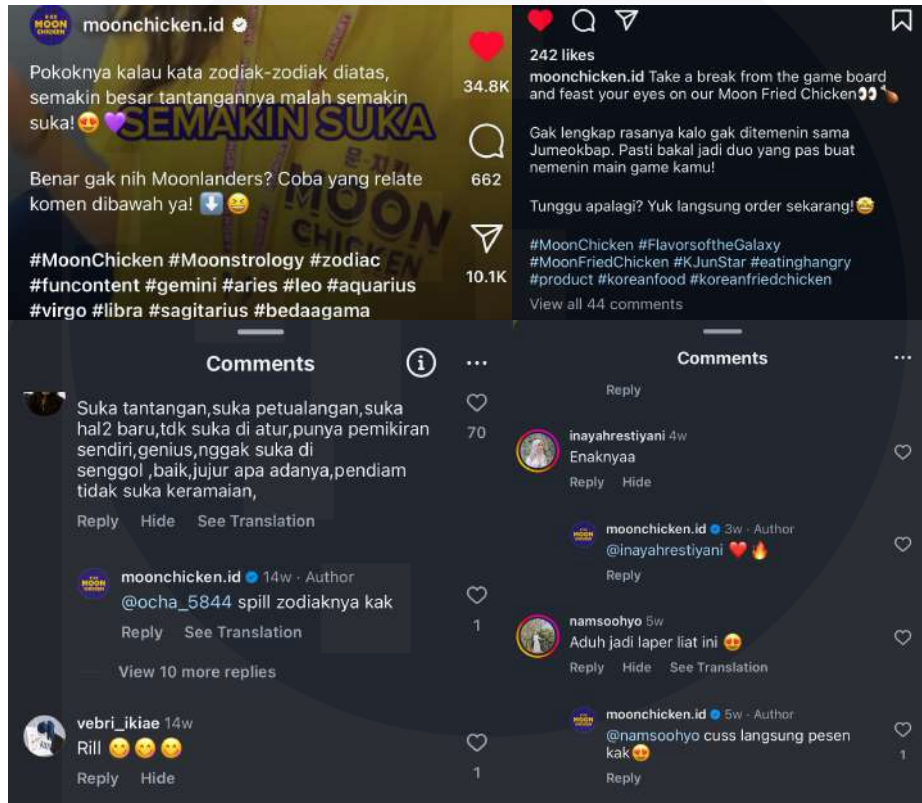 moonchicken.id
Pokoknya kalau kata zodiak-zodiak diatas,
semakin besar tantangannya malah semakin
suka!😍💜
SEMAKIN SUKA
34.8K
Benar gak nih Moonlanders? Coba yang relate
komen dibawah ya! ⬇️😆
662
MOON
CHICKEN
#MoonChicken #Moonstrology #zodiac
#funcontent #gemini #aries #leo #aquarius
#virgo #libra #sagitarius #bedaagama
10.1K
242 likes
moonchicken.id Take a break from the game board
and feast your eyes on our Moon Fried Chicken👀🍗
Gak lengkap rasanya kalo gak ditemenin sama
Jumeokbap. Pasti bakal jadi duo yang pas buat
nemenin main game kamu!
Tunggu apalagi? Yuk langsung order sekarang!🤩
#MoonChicken #FlavorsoftheGalaxy
#MoonFriedChicken #KJunStar #eatinghangry
#product #koreanfood #koreanfriedchicken
View all 44 comments
Comments
Suka tantangan,suka petualangan,suka
hal2 baru,tdk suka di atur,punya pemikiran
sendiri,genius,nggak suka di
senggol ,baik,jujur apa adanya,pendiam
tidak suka keramaian,
70
Reply Hide See Translation
moonchicken.id 14w · Author
@ocha_5844 spill zodiaknya kak
1
Reply See Translation
View 10 more replies
vebri_ikiae 14w
Rill 😋😋😋
1
Reply Hide
Comments
Reply
inayahrestiyani 4w
Enaknyaa
Reply Hide
moonchicken.id 3w · Author
@inayahrestiyani ❤️🔥
Reply
namsoohyo 5w
Aduh jadi laper liat ini 😍
Reply Hide See Translation
moonchicken.id 5w · Author
@namsoohyo cuss langsung pesen
kak😍
1
Reply